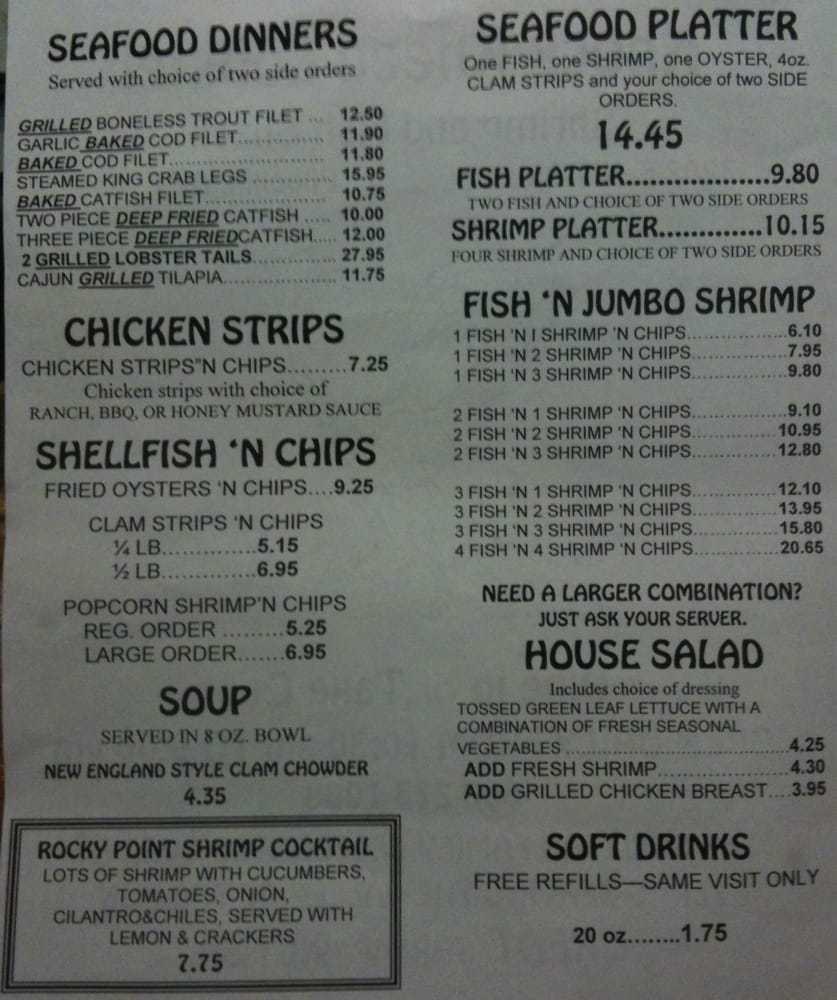 SEAFOOD DINNERS
Served with choice of two side orders
GRILLED BONELESS TROUT FILET ... 12.50
GARLIC BAKED COD FILET............... 11.90
BAKED COD FILET........................... 11.80
STEAMED KING CRAB LEGS ............. 15.95
BAKED CATFISH FILET..................... 10.75
TWO PIECE DEEP FRIED CATFISH ..... 10.00
THREE PIECE DEEP FRIEDCATFISH.... 12.00
2 GRILLED LOBSTER TAILS.............. 27.95
CAJUN GRILLED TILAPIA................... 11.75
CHICKEN STRIPS
CHICKEN STRIPS"N CHIPS.........7.25
Chicken strips with choice of
RANCH, BBQ, OR HONEY MUSTARD SAUCE
SHELLFISH 'N CHIPS
FRIED OYSTERS 'N CHIPS....9.25
CLAM STRIPS 'N CHIPS
¼ LB..............5.15
½ LB..............6.95
POPCORN SHRIMP'N CHIPS
REG. ORDER .........5.25
LARGE ORDER.......6.95
SOUP
SERVED IN 8 OZ. BOWL
NEW ENGLAND STYLE CLAM CHOWDER
4.35
ROCKY POINT SHRIMP COCKTAIL
LOTS OF SHRIMP WITH CUCUMBERS,
TOMATOES, ONION,
CILANTRO&CHILES, SERVED WITH
LEMON & CRACKERS
7.75
SEAFOOD PLATTER
One FISH, one SHRIMP, one OYSTER, 4oz.
CLAM STRIPS and your choice of two SIDE
ORDERS.
14.45
FISH PLATTER..................9.80
TWO FISH AND CHOICE OF TWO SIDE ORDERS
SHRIMP PLATTER.............10.15
FOUR SHRIMP AND CHOICE OF TWO SIDE ORDERS
FISH 'N JUMBO SHRIMP
1 FISH 'N I SHRIMP 'N CHIPS.................6.10
1 FISH 'N 2 SHRIMP 'N CHIPS................7.95
1 FISH 'N 3 SHRIMP 'N CHIPS................9.80
2 FISH 'N 1 SHRIMP 'N CHIPS................9.10
2 FISH 'N 2 SHRIMP 'N CHIPS..............10.95
2 FISH 'N 3 SHRIMP 'N CHIPS..............12.80
3 FISH 'N 1 SHRIMP 'N CHIPS..............12.10
3 FISH 'N 2 SHRIMP 'N CHIPS..............13.95
3 FISH 'N 3 SHRIMP 'N CHIPS..............15.80
4 FISH 'N 4 SHRIMP 'N CHIPS..............20.65
NEED A LARGER COMBINATION?
JUST ASK YOUR SERVER.
HOUSE SALAD
Includes choice of dressing
TOSSED GREEN LEAF LETTUCE WITH A
COMBINATION OF FRESH SEASONAL
VEGETABLES .......................................4.25
ADD FRESH SHRIMP......................4.30
ADD GRILLED CHICKEN BREAST....3.95
SOFT DRINKS
FREE REFILLS—SAME VISIT ONLY
20 oz........1.75